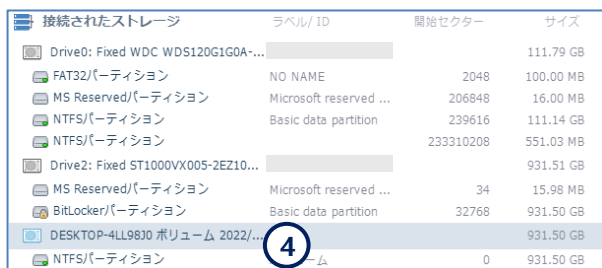 接続されたストレージ ラベル/ ID 開始セクター サイズ
Drive0: Fixed WDC WDS120G1G0A-... 111.79 GB
FAT32パーティション NO NAME 2048 100.00 MB
MS Reservedパーティション Microsoft reserved ... 206848 16.00 MB
NTFSパーティション Basic data partition 239616 111.14 GB
NTFSパーティション 233310208 551.03 MB
Drive2: Fixed ST1000VX005-2EZ10... 931.51 GB
MS Reservedパーティション Microsoft reserved ... 34 15.98 MB
BitLockerパーティション Basic data partition 32768 931.50 GB
DESKTOP-4LL98J0 ボリューム 2022/... 931.50 GB
4
NTFSパーティション ーム 0 931.50 GB